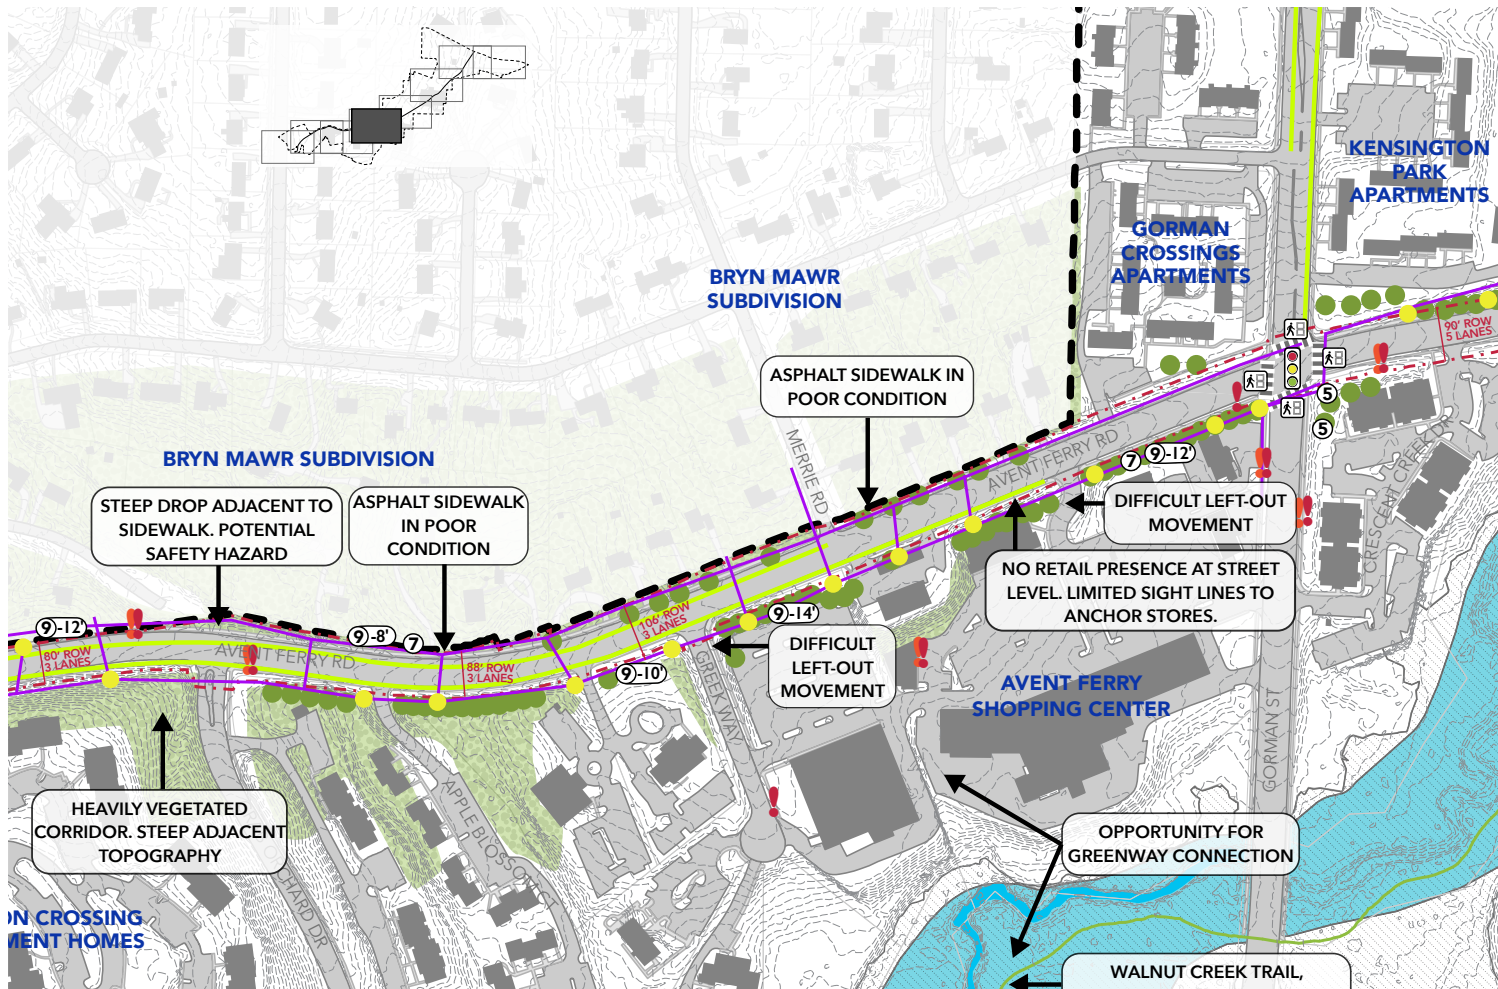 KENSINGTON
PARK
APARTMENTS
GORMAN
CROSSINGS
APARTMENTS
BRYN MAWR
SUBDIVISION
90' ROW
5 LANES
ASPHALT SIDEWALK IN
POOR CONDITION
5
5
MERRIE RD
AVENT FERRY RD
7
9-12'
CRESCENT CREEK DR
BRYN MAWR SUBDIVISION
STEEP DROP ADJACENT TO
SIDEWALK. POTENTIAL
SAFETY HAZARD
ASPHALT SIDEWALK
IN POOR
CONDITION
DIFFICULT LEFT-OUT
MOVEMENT
NO RETAIL PRESENCE AT STREET
LEVEL. LIMITED SIGHT LINES TO
ANCHOR STORES.
9-12'
80' ROW
3 LANES
AVENT FERRY RD
9-8'
7
88' ROW
3 LANES
106' ROW
3 LANES
9-14'
9-10'
DIFFICULT
LEFT-OUT
MOVEMENT
GREEK WAY
AVENT FERRY
SHOPPING CENTER
GORMAN ST
HEAVILY VEGETATED
CORRIDOR. STEEP ADJACENT
TOPOGRAPHY
OPPORTUNITY FOR
GREENWAY CONNECTION
ON CROSSING
MENT HOMES
HARD DR
WALNUT CREEK TRAIL,